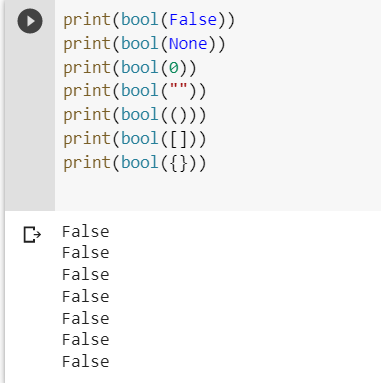 print(bool(False))
print(bool(None))
print(bool(0))
print(bool(""))
print(bool(()))
print(bool([]))
print(bool({}))
False
False
False
False
False
False
False